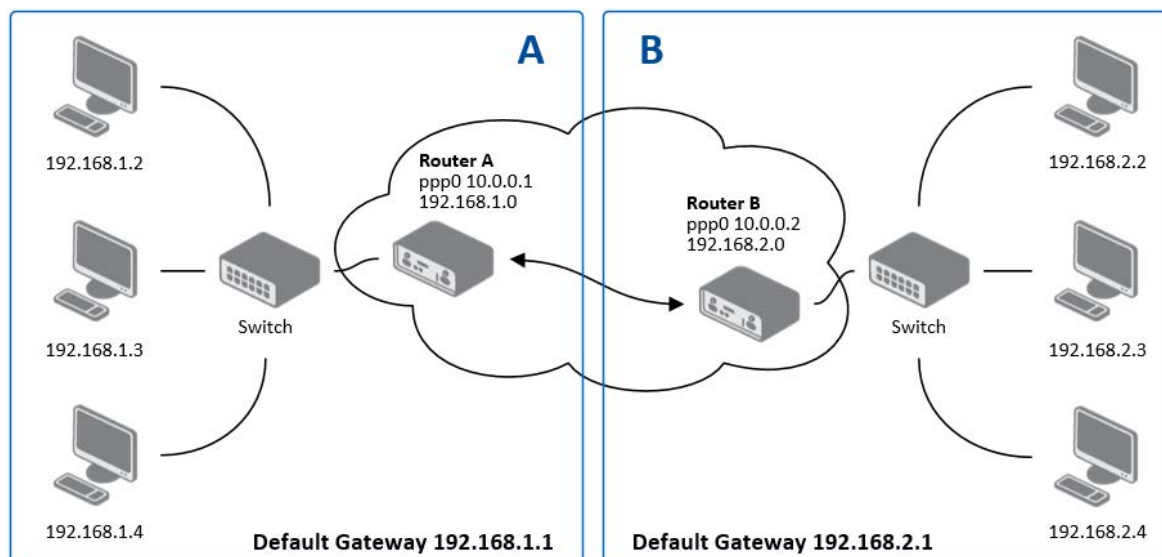 A
B
192.168.1.2
192.168.2.2
Router A
ppp0 10.0.0.1
192.168.1.0
Router B
ppp0 10.0.0.2
192.168.2.0
Switch
Switch
192.168.1.3
192.168.2.3
192.168.1.4
Default Gateway 192.168.1.1
Default Gateway 192.168.2.1
192.168.2.4